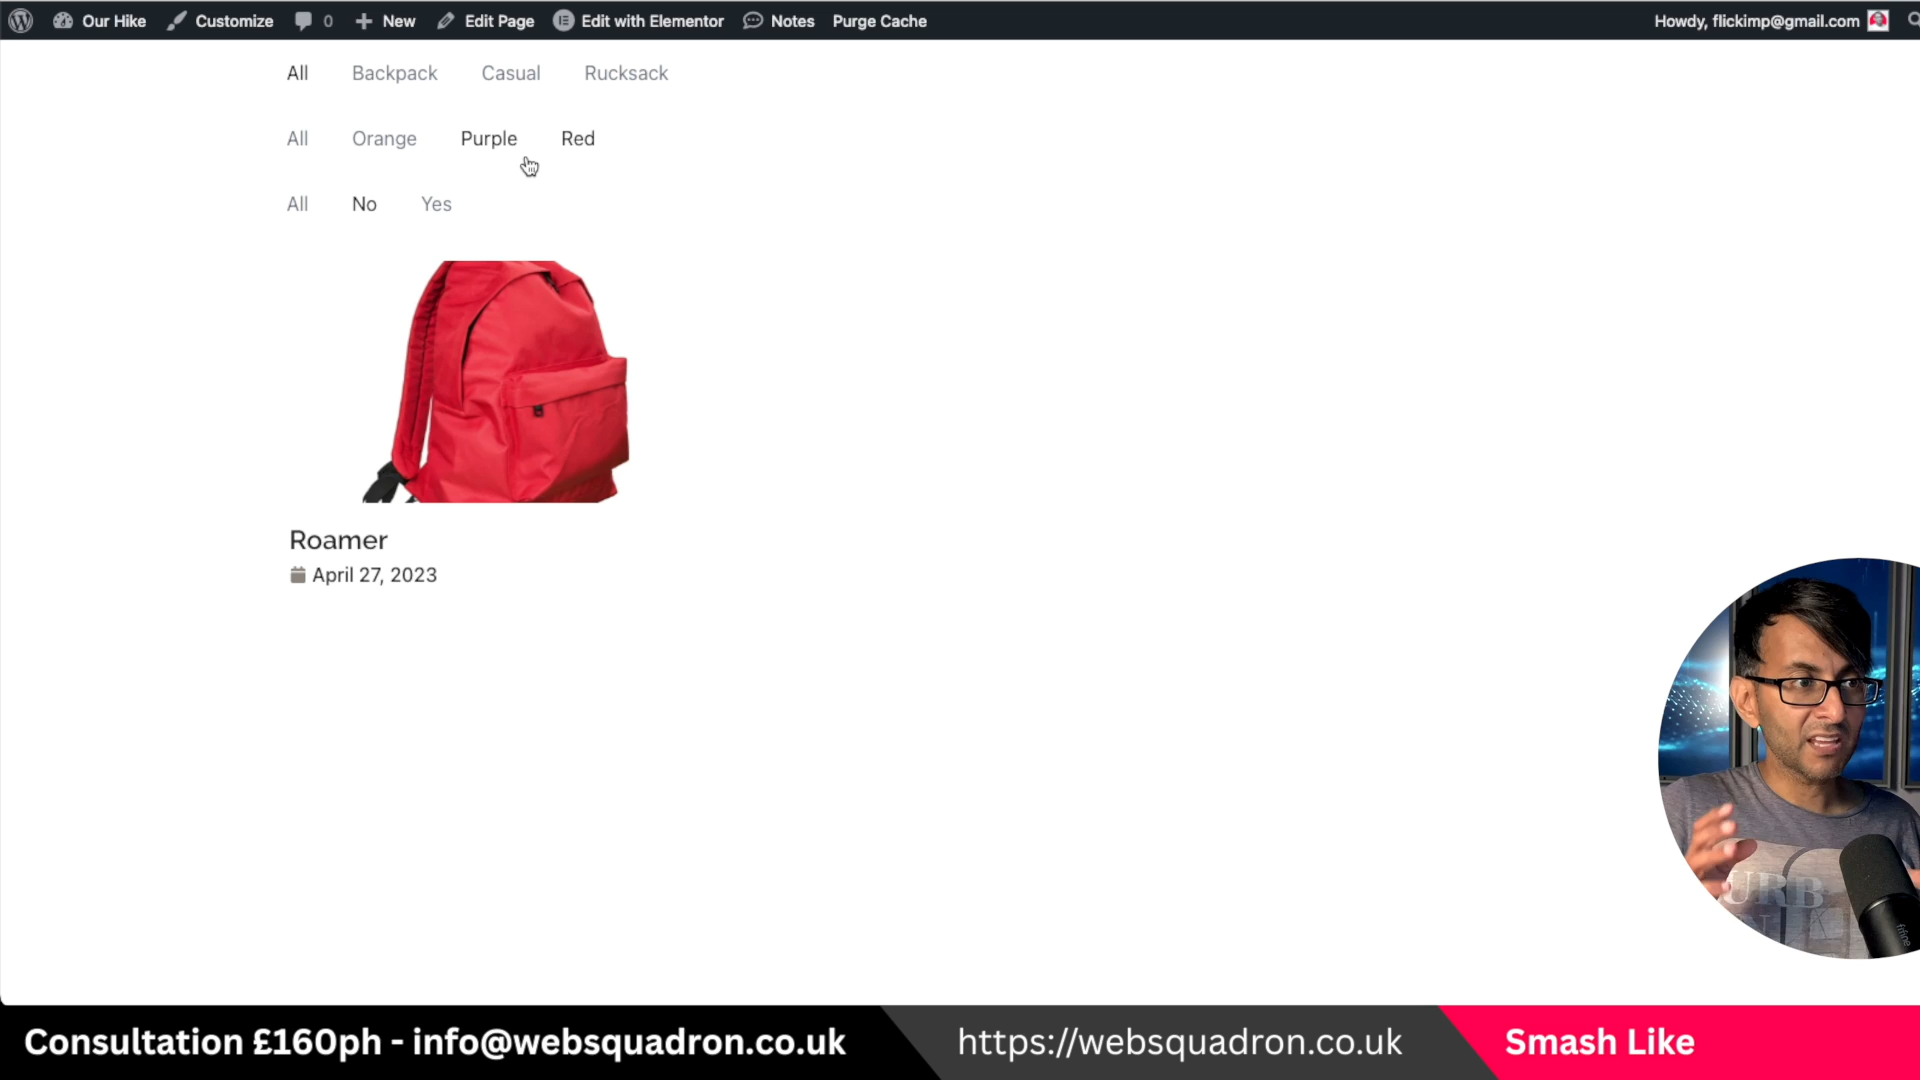 Our Hike Customize 0 New Edit Page Edit with Elementor Notes Purge Cache Howdy, flickimp@gmail.com
All Backpack Casual Rucksack
All Orange Purple Red
All No Yes
Roamer
April 27, 2023
URB
fifine
Consultation £160ph - info@websquadron.co.uk https://websquadron.co.uk Smash Like